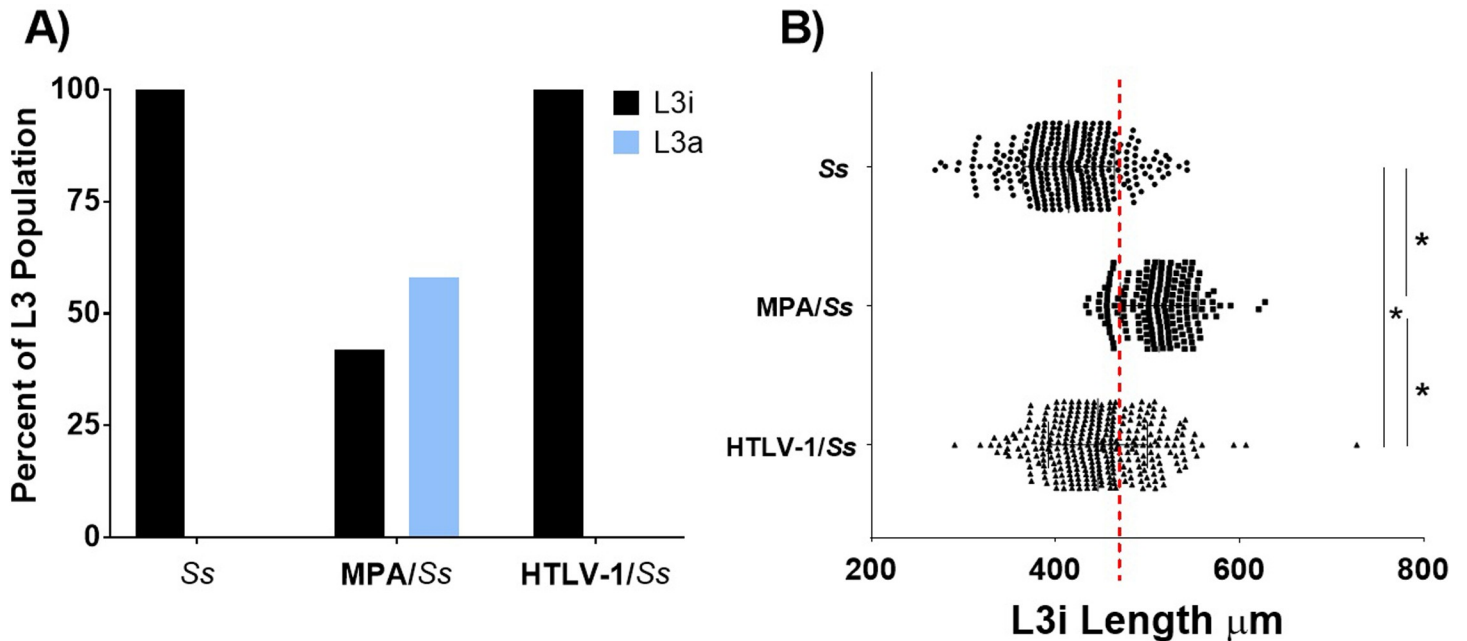 A)
Percent of L3 Population
100
75
50
25
0
L3i
L3a
Ss
MPA/Ss
HTLV-1/Ss
B)
Ss
MPA/Ss
HTLV-1/Ss
*
*
*
200
400
600
800
L3i Length μm